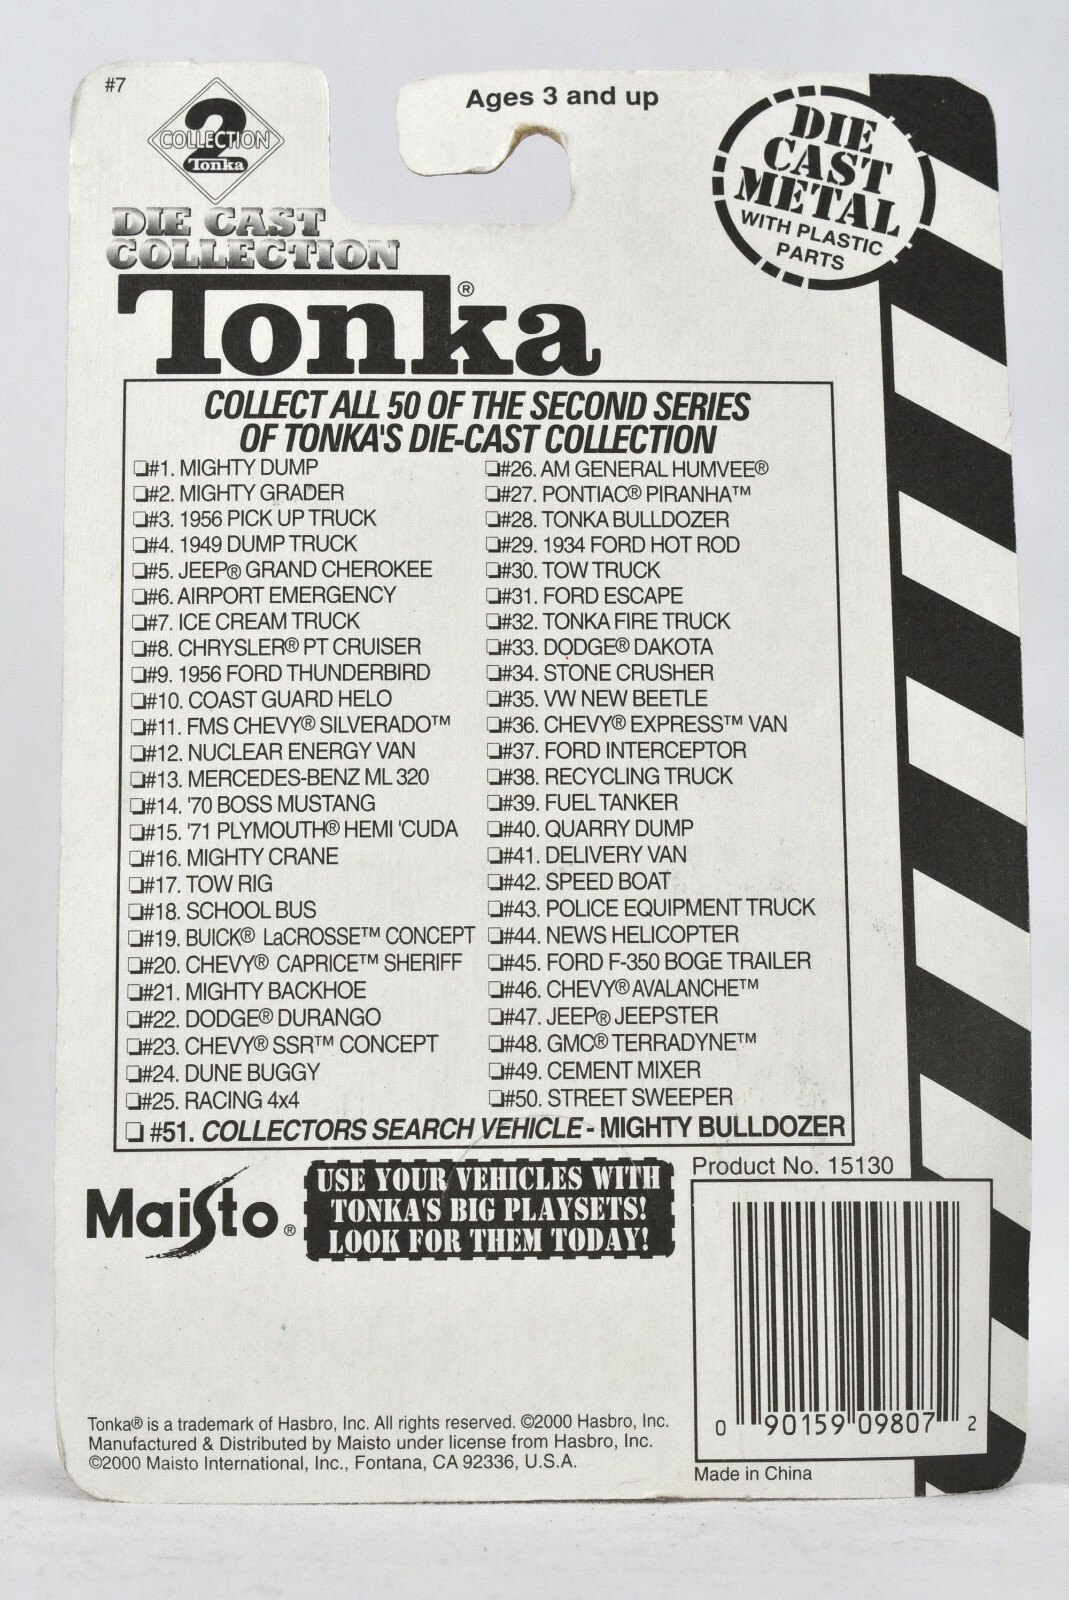 #7
2
COLLECTION
Tonka
DIE CAST
COLLECTION
Tonka®
Ages 3 and up
DIE
CAST
METAL
WITH PLASTIC
PARTS
COLLECT ALL 50 OF THE SECOND SERIES
OF TONKA'S DIE-CAST COLLECTION
❏#1. MIGHTY DUMP
❏#2. MIGHTY GRADER
❏#3. 1956 PICK UP TRUCK
❏#4. 1949 DUMP TRUCK
❏#5. JEEP® GRAND CHEROKEE
❏#6. AIRPORT EMERGENCY
❏#7. ICE CREAM TRUCK
❏#8. CHRYSLER® PT CRUISER
❏#9. 1956 FORD THUNDERBIRD
❏#10. COAST GUARD HELO
❏#11. FMS CHEVY® SILVERADO™
❏#12. NUCLEAR ENERGY VAN
❏#13. MERCEDES-BENZ ML 320
❏#14. '70 BOSS MUSTANG
❏#15. '71 PLYMOUTH® HEMI 'CUDA
❏#16. MIGHTY CRANE
❏#17. TOW RIG
❏#18. SCHOOL BUS
❏#19. BUICK® LaCROSSE™ CONCEPT
❏#20. CHEVY® CAPRICE™ SHERIFF
❏#21. MIGHTY BACKHOE
❏#22. DODGE® DURANGO
❏#23. CHEVY® SSR™ CONCEPT
❏#24. DUNE BUGGY
❏#25. RACING 4x4
❏#26. AM GENERAL HUMVEE®
❏#27. PONTIAC® PIRANHA™
❏#28. TONKA BULLDOZER
❏#29. 1934 FORD HOT ROD
❏#30. TOW TRUCK
❏#31. FORD ESCAPE
❏#32. TONKA FIRE TRUCK
❏#33. DODGE® DAKOTA
❏#34. STONE CRUSHER
❏#35. VW NEW BEETLE
❏#36. CHEVY® EXPRESS™ VAN
❏#37. FORD INTERCEPTOR
❏#38. RECYCLING TRUCK
❏#39. FUEL TANKER
❏#40. QUARRY DUMP
❏#41. DELIVERY VAN
❏#42. SPEED BOAT
❏#43. POLICE EQUIPMENT TRUCK
❏#44. NEWS HELICOPTER
❏#45. FORD F-350 BOGE TRAILER
❏#46. CHEVY® AVALANCHE™
❏#47. JEEP® JEEPSTER
❏#48. GMC® TERRADYNE™
❏#49. CEMENT MIXER
❏#50. STREET SWEEPER
❏ #51. COLLECTORS SEARCH VEHICLE - MIGHTY BULLDOZER
Maisto®
USE YOUR VEHICLES WITH
TONKA'S BIG PLAYSETS!
LOOK FOR THEM TODAY!
Product No. 15130
0 90159 09807 2
Made in China
Tonka® is a trademark of Hasbro, Inc. All rights reserved. ©2000 Hasbro, Inc.
Manufactured & Distributed by Maisto under license from Hasbro, Inc.
©2000 Maisto International, Inc., Fontana, CA 92336, U.S.A.